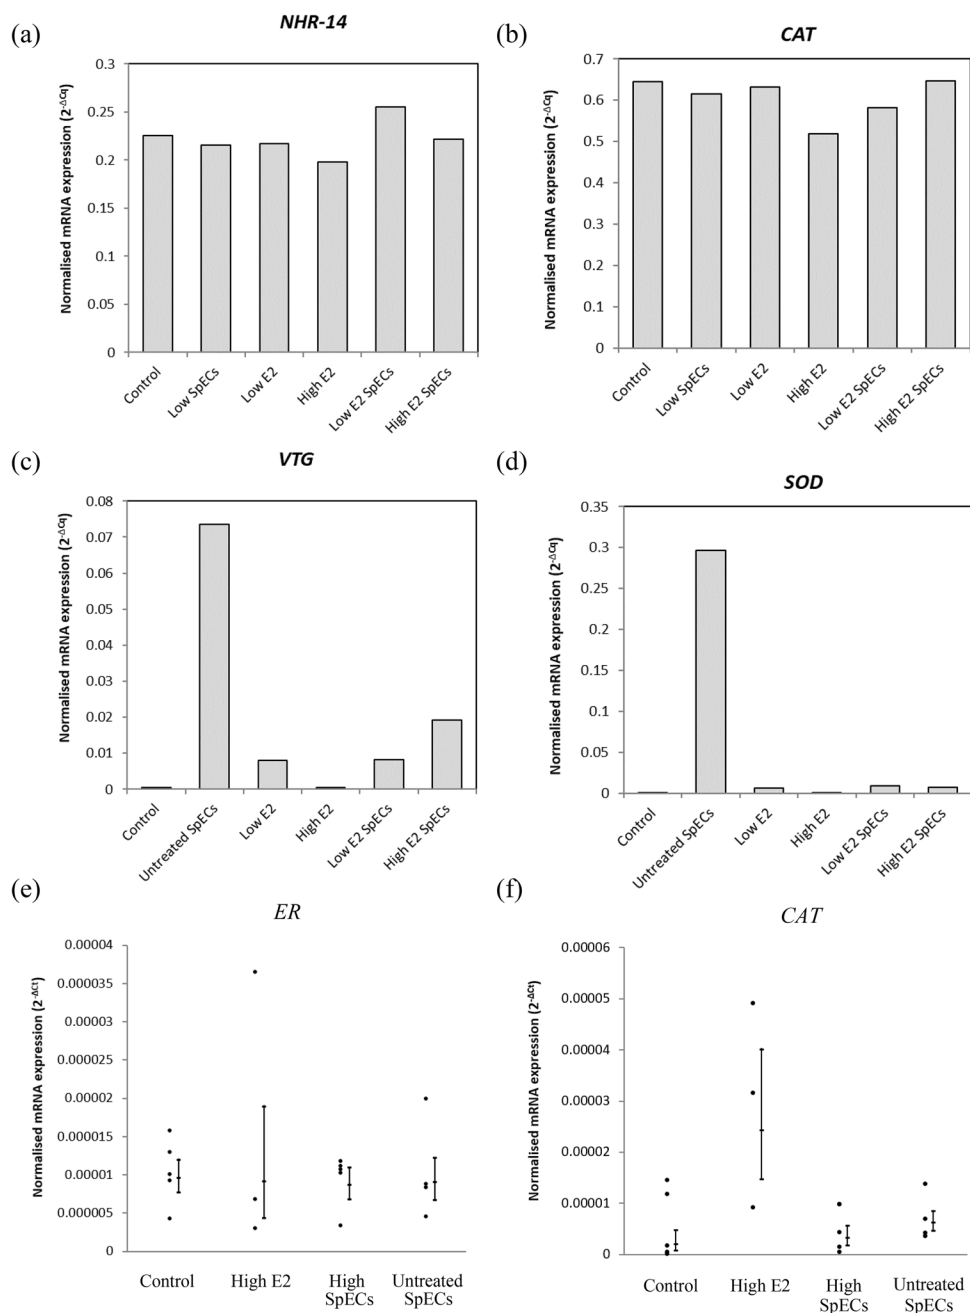 (a)
NHR-14
Normalised mRNA expression (2-ΔCq)
0.3
0.25
0.2
0.15
0.1
0.05
0
Control
Low SpECs
Low E2
High E2
Low E2 SpECs
High E2 SpECs
(b)
CAT
Normalised mRNA expression (2-ΔCq)
0.7
0.6
0.5
0.4
0.3
0.2
0.1
0
Control
Low SpECs
Low E2
High E2
Low E2 SpECs
High E2 SpECs
(c)
VTG
Normalised mRNA expression (2-ΔCq)
0.08
0.07
0.06
0.05
0.04
0.03
0.02
0.01
0
Control
Untreated SpECs
Low E2
High E2
Low E2 SpECs
High E2 SpECs
(d)
SOD
Normalised mRNA expression (2-ΔCq)
0.35
0.3
0.25
0.2
0.15
0.1
0.05
0
Control
Untreated SpECs
Low E2
High E2
Low E2 SpECs
High E2 SpECs
(e)
ER
Normalised mRNA expression (2-ΔCt)
0.00004
0.000035
0.00003
0.000025
0.00002
0.000015
0.00001
0.000005
0
Control
High E2
High
SpECs
Untreated
SpECs
(f)
CAT
Normalised mRNA expression (2-ΔCt)
0.00006
0.00005
0.00004
0.00003
0.00002
0.00001
0
Control
High E2
High
SpECs
Untreated
SpECs